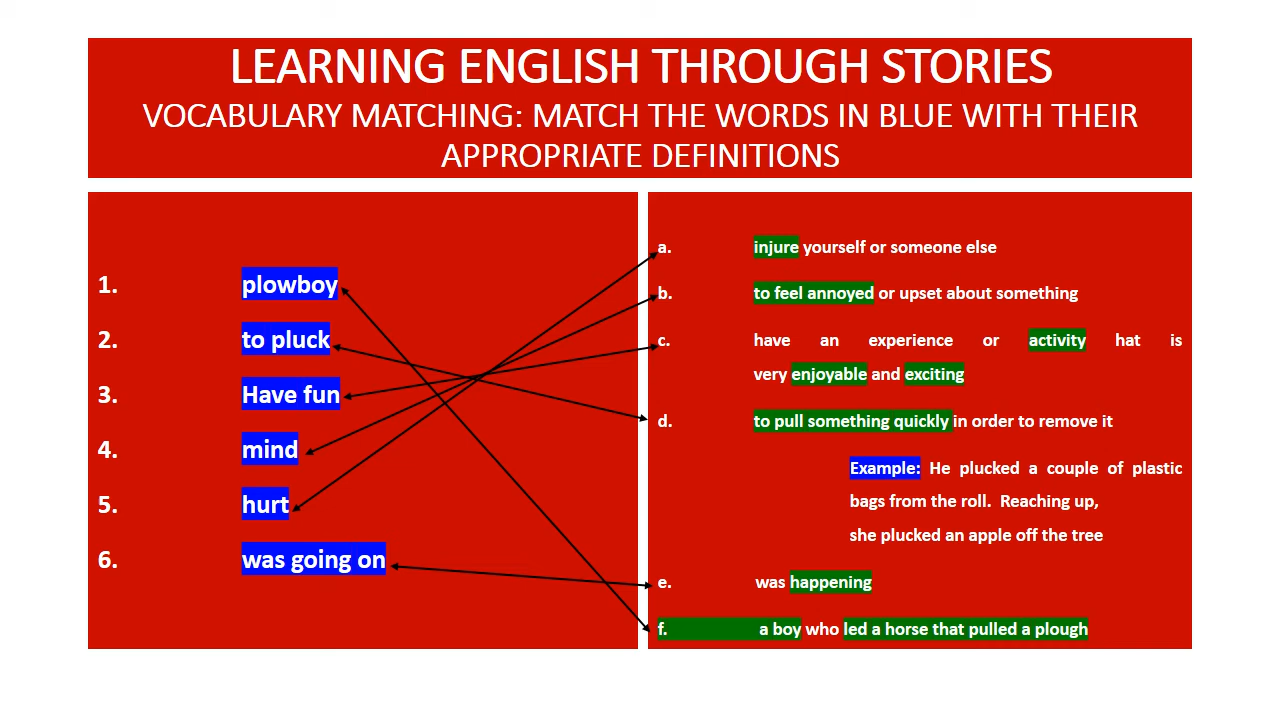 LEARNING ENGLISH THROUGH STORIES
VOCABULARY MATCHING: MATCH THE WORDS IN BLUE WITH THEIR
APPROPRIATE DEFINITIONS
1. plowboy
2. to pluck
3. Have fun
4. mind
5. hurt
6. was going on
a. injure yourself or someone else
b. to feel annoyed or upset about something
c. have an experience or activity hat is
very enjoyable and exciting
d. to pull something quickly in order to remove it
Example: He plucked a couple of plastic
bags from the roll. Reaching up,
she plucked an apple off the tree
e. was happening
f. a boy who led a horse that pulled a plough